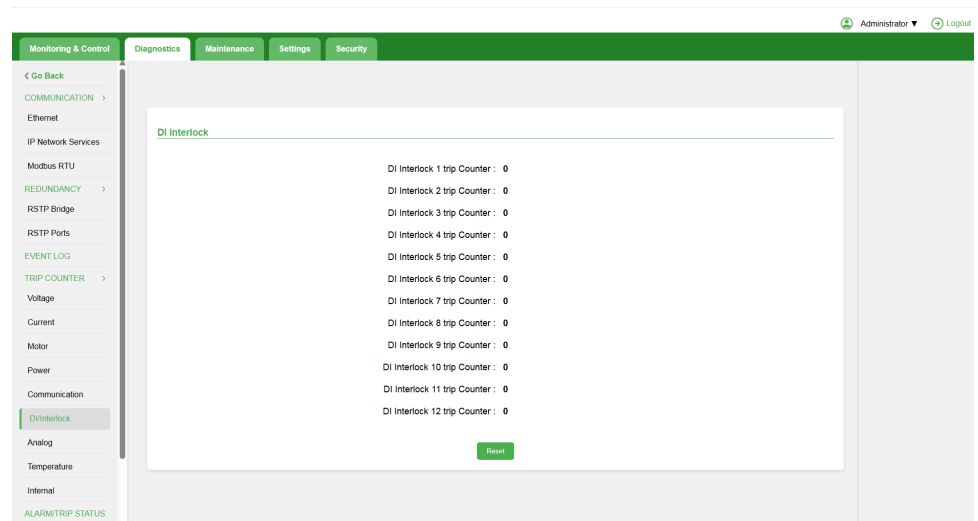 Administrator ▼ Logout
Monitoring & Control Diagnostics Maintenance Settings Security
Go Back
COMMUNICATION
Ethernet
IP Network Services
Modbus RTU
REDUNDANCY
RSTP Bridge
RSTP Ports
EVENT LOG
TRIP COUNTER
Voltage
Current
Motor
Power
Communication
DI/Interlock
Analog
Temperature
Internal
ALARM/TRIP STATUS
DI Interlock
DI Interlock 1 trip Counter : 0
DI Interlock 2 trip Counter : 0
DI Interlock 3 trip Counter : 0
DI Interlock 4 trip Counter : 0
DI Interlock 5 trip Counter : 0
DI Interlock 6 trip Counter : 0
DI Interlock 7 trip Counter : 0
DI Interlock 8 trip Counter : 0
DI Interlock 9 trip Counter : 0
DI Interlock 10 trip Counter : 0
DI Interlock 11 trip Counter : 0
DI Interlock 12 trip Counter : 0
Reset